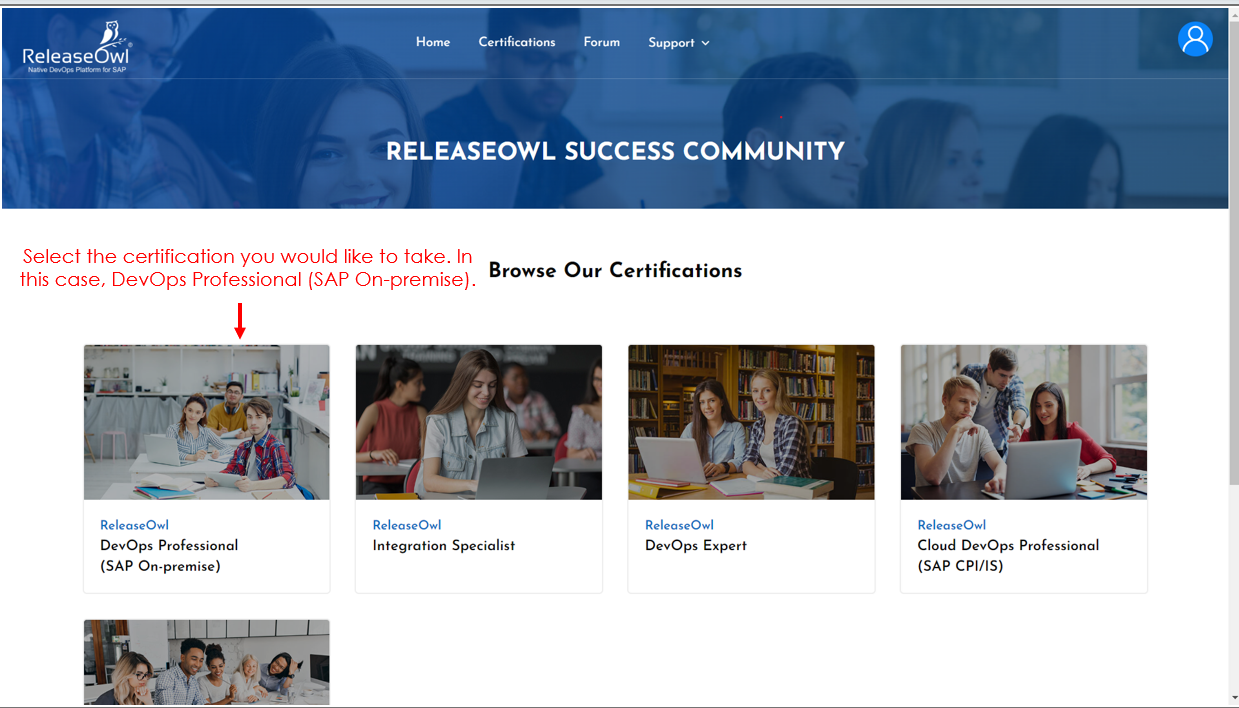 ReleaseOwl®
Native DevOps Platform for SAP
Home Certifications Forum Support
RELEASEOWL SUCCESS COMMUNITY
Select the certification you would like to take. In
this case, DevOps Professional (SAP On-premise).
Browse Our Certifications
ReleaseOwl
DevOps Professional
(SAP On-premise)
ReleaseOwl
Integration Specialist
ReleaseOwl
DevOps Expert
ReleaseOwl
Cloud DevOps Professional
(SAP CPI/IS)